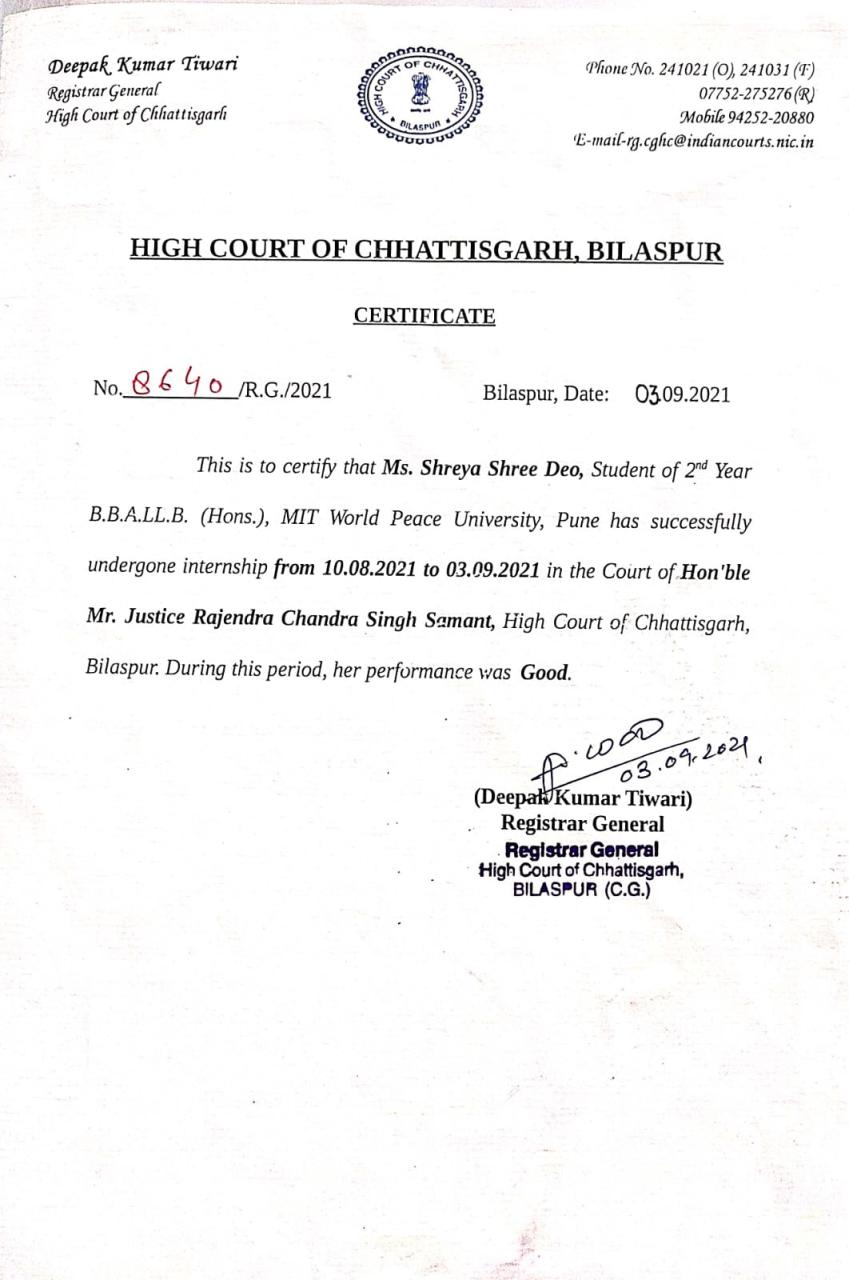 Deepak Kumar Tiwari
Registrar General
High Court of Chhattisgarh
HIGH COURT OF CHHATTISGARH
BILASPUR
Phone No. 241021 (O), 241031 (F)
07752-275276 (R)
Mobile 94252-20880
E-mail-rg.cghc@indiancourts.nic.in
HIGH COURT OF CHHATTISGARH, BILASPUR
CERTIFICATE
No. 8640 /R.G./2021 Bilaspur, Date: 03.09.2021
This is to certify that Ms. Shreya Shree Deo, Student of 2nd Year
B.B.A.LL.B. (Hons.), MIT World Peace University, Pune has successfully
undergone internship from 10.08.2021 to 03.09.2021 in the Court of Hon'ble
Mr. Justice Rajendra Chandra Singh Samant, High Court of Chhattisgarh,
Bilaspur. During this period, her performance was Good.
03.09.2021
(Deepak Kumar Tiwari)
Registrar General
Registrar General
High Court of Chhattisgarh,
BILASPUR (C.G.)